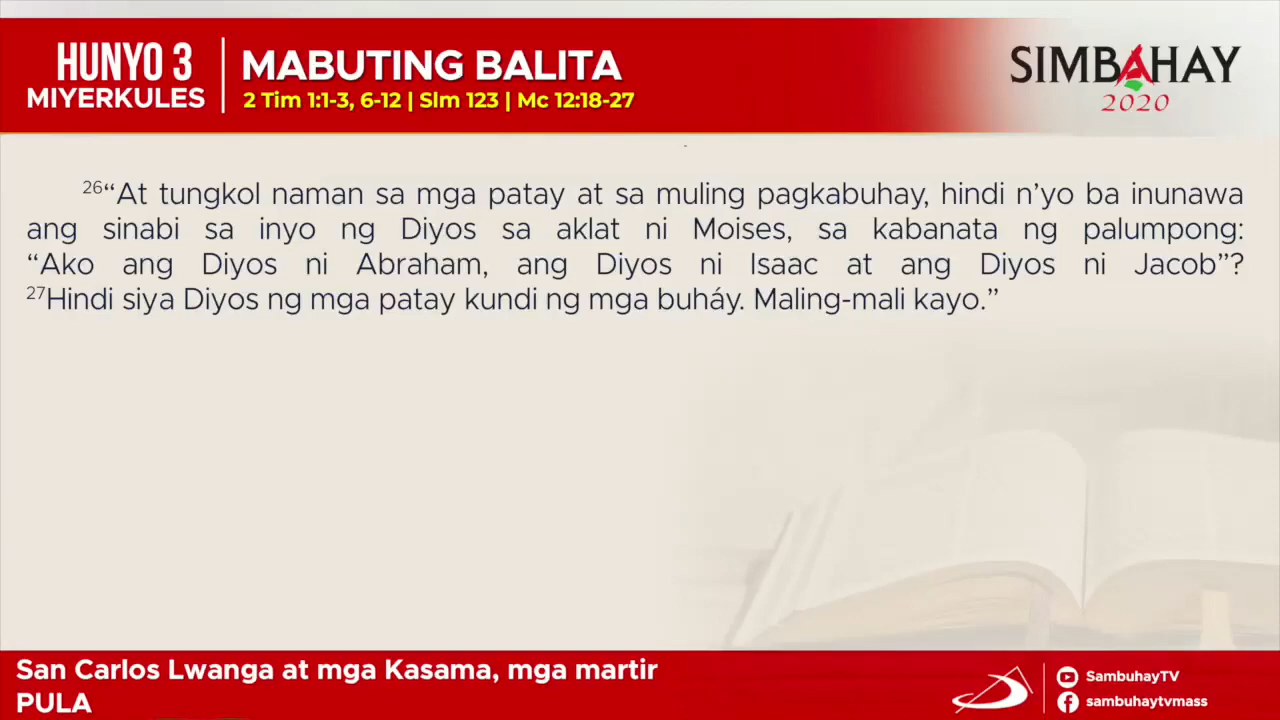 HUNYO 3
MIYERKULES
MABUTING BALITA
2 Tim 1:1-3, 6-12 | Slm 123 | Mc 12:18-27
SIMBAHAY
2020
26“At tungkol naman sa mga patay at sa muling pagkabuhay, hindi n’yo ba inunawa
ang sinabi sa inyo ng Diyos sa aklat ni Moises, sa kabanata ng palumpong:
“Ako ang Diyos ni Abraham, ang Diyos ni Isaac at ang Diyos ni Jacob”?
27Hindi siya Diyos ng mga patay kundi ng mga buháy. Maling-mali kayo.”
San Carlos Lwanga at mga Kasama, mga martir
PULA
SambuhayTV
sambuhaytvmass